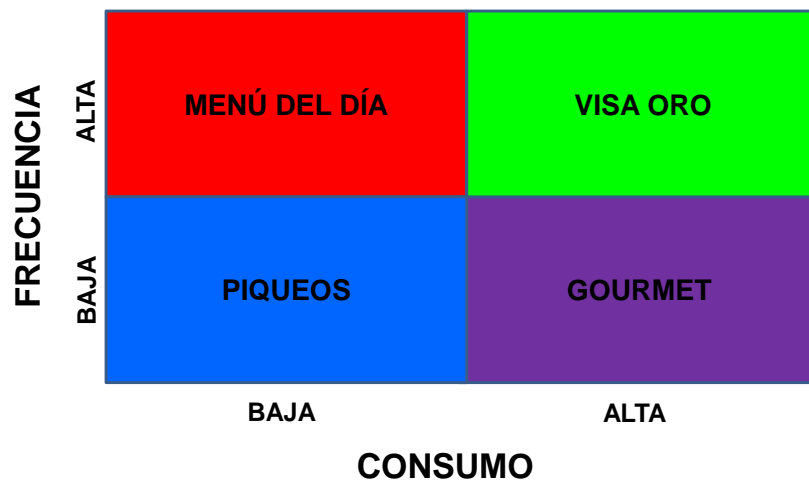 FRECUENCIA
ALTA
MENÚ DEL DÍA
VISA ORO
BAJA
PIQUEOS
GOURMET
BAJA
ALTA
CONSUMO